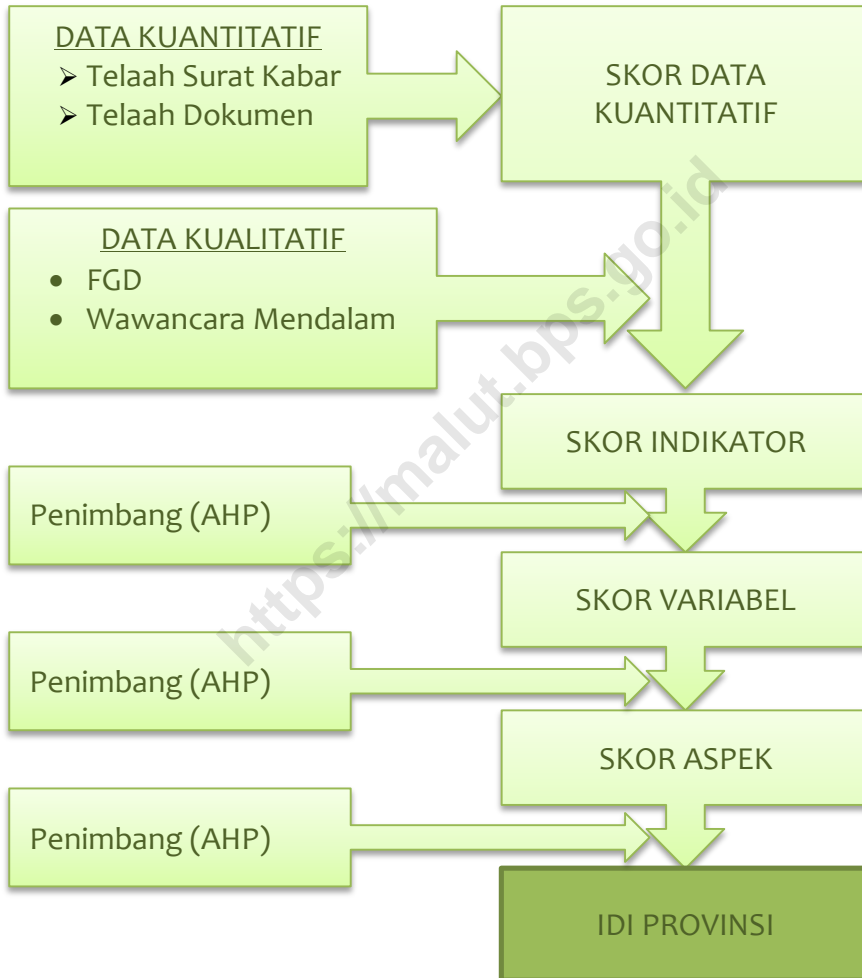 DATA KUANTITATIF
➢ Telaah Surat Kabar
➢ Telaah Dokumen
SKOR DATA
KUANTITATIF
DATA KUALITATIF
• FGD
• Wawancara Mendalam
SKOR INDIKATOR
Penimbang (AHP)
SKOR VARIABEL
Penimbang (AHP)
SKOR ASPEK
Penimbang (AHP)
IDI PROVINSI
https://malut.bps.go.id